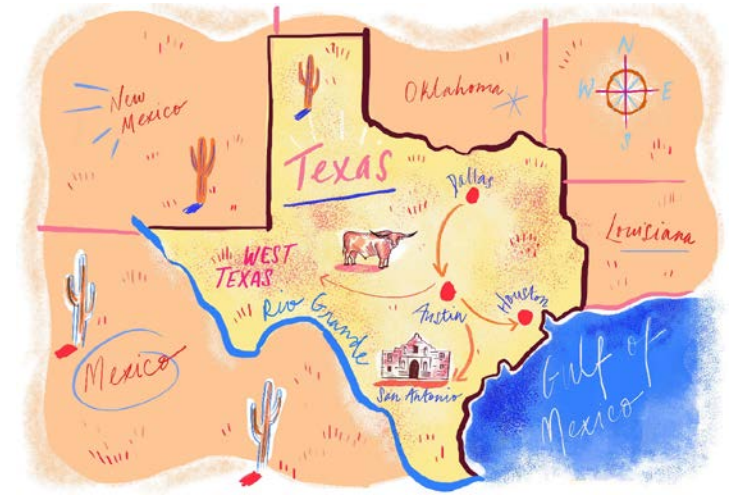 New
Mexico
Oklahoma
N
W E
S
Texas
Dallas
Louisiana
WEST
TEXAS
Rio Grande
Austin
Houston
Mexico
San Antonio
Gulf of
Mexico